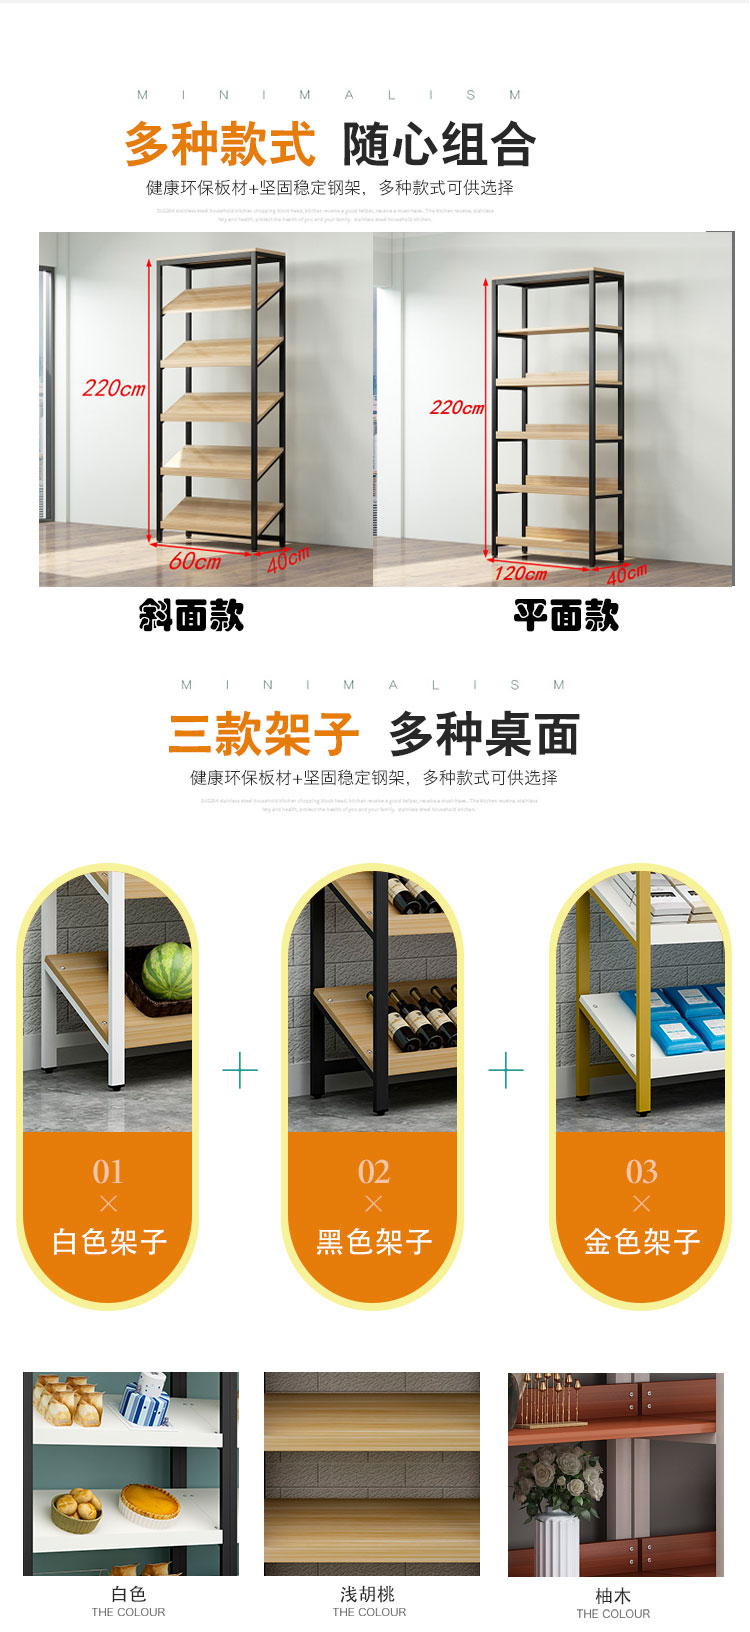 MINIMALISM
多种款式 随心组合
健康环保板材+坚固稳定钢架，多种款式可供选择
220cm
60cm
40cm
220cm
120cm
40cm
斜面款
平面款
MINIMALISM
三款架子 多种桌面
健康环保板材+坚固稳定钢架，多种款式可供选择
01
白色架子
02
黑色架子
03
金色架子
白色
THE COLOUR
浅胡桃
THE COLOUR
柚木
THE COLOUR